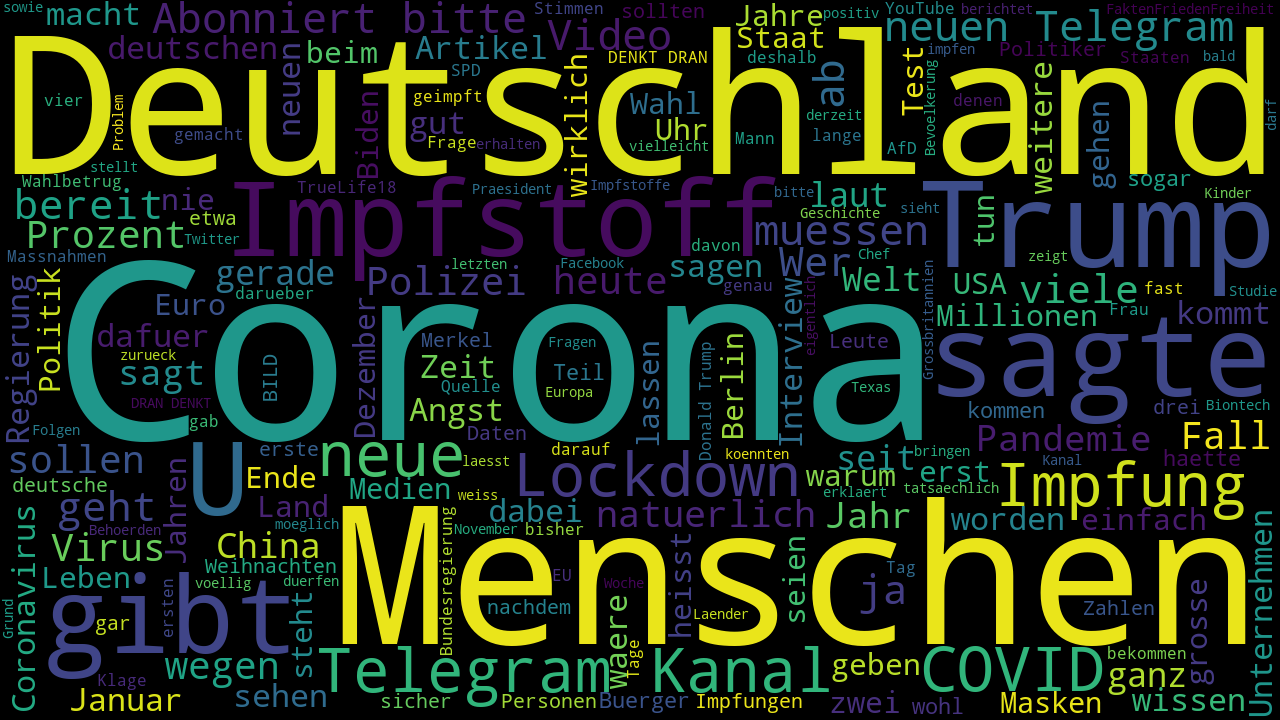 sowie
macht
Abonniert bitte
Stimmen
sollten
Jahre
positiv
YouTube
berichtet
FaktenFriedenFreiheit
deutschen
beim
Artikel
Video
Staat
neuen Telegram
SPD
DENKT DRAN
deshalb
impfen
Politiker
Staaten
bald
Deutschland
vier
Problem
gemacht
neuen
Biden
geimpft
gut
Frage
erhalten
wirklich
Wahl
Uhr
vielleicht
Mann
ab
derzeit
lange
Test
AfD
Bevoelkerung
denen
weitere
gehen
darf
stellt
Wahlbetrug
nie
TrueLife18
Praesident
Impfstoffe
bitte
laut
sogar
Kinder
bereit
etwa
Impfstoff
Geschichte
sieht
Trump
tun
Prozent
Twitter
davon
muessen
Chef
zeigt
Massnahmen
gerade
letzten
Facebook
sagen
Wer
Welt
USA
viele
fast
Studie
Regierung
Politik
Euro
darueber
Polizei
heute
genau
Interview
eigentlich
Grossbritannien
Millionen
Frau
kommt
dafuer
Corona
Dezember
Merkel
Fragen
Leute
sagte
zurueck
sagt
BILD
Zeit
Quelle
Teil
Europa
lassen
Donald Trump
Berlin
Texas
DRAN DENKT
Angst
kommen
drei
Biontech
Folgen
gab
Daten
darauf
koennten
seit
bringen
Pandemie
Fall
sollen
U
erste
neue
laesst
Lockdown
warum
erst
Kanal
haette
deutsche
Ende
Medien
weiss
erklaert
tatsaechlich
Impfung
geht
Jahren
Land
dabei
natuerlich
Jahr
worden
einfach
Coronavirus
Behoerden
moeglich
Bundesregierung
November
bisher
Virus
China
Menschen
heisst
seien
Unternehmen
Leben
Weihnachten
EU
Woche
Tag
voellig
duerfen
Grund
gibt
ersten
steht
nachdem
waere
Laender
ja
Zahlen
grosse
gar
Tage
wegen
Telegram Kanal
geben
COVID
bekommen
ganz
Klage
Januar
sehen
sicher
Personen
Buerger
Impfungen
zwei
wohl
Masken
wissen